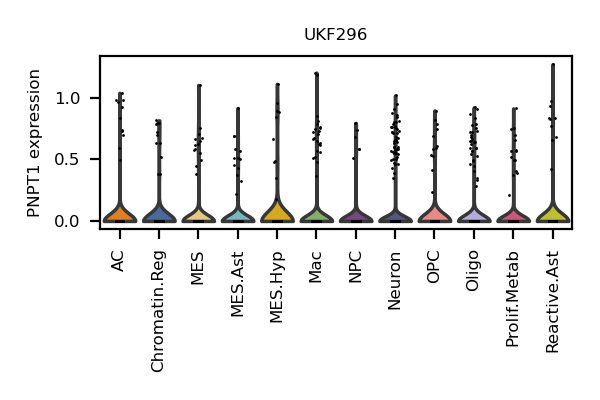 UKF296
PNPT1 expression
1.0
0.5
0.0
AC
Chromatin.Reg
MES
MES.Ast
MES.Hyp
Mac
NPC
Neuron
OPC
Oligo
Prolif.Metab
Reactive.Ast